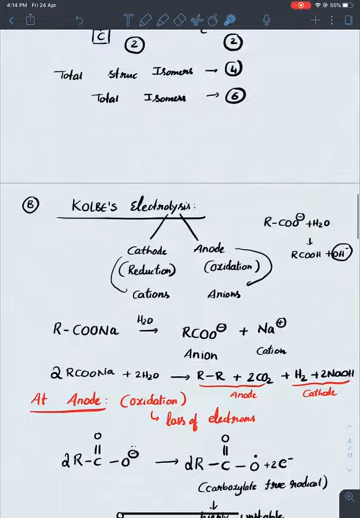 4:14 PM Fri 24 Apr
55%
C
2
2
Total Struc Isomers → 4
Total Isomers → 6
B KOLBE'S Electrolysis:
R-COO⊖ + H2O
↓
RCOOH + OH⁻
Cathode Anode
(Reduction) (Oxidation)
Cations Anions
R-COONa H2O → RCOO⊖ + Na⊕
Anion Cation
2RCOONa + 2H2O → R-R + 2CO2 + H2 + 2NaOH
Anode Cathode
At Anode: (Oxidation)
↳ loss of electrons
O O
2R-C-Ö⊖ → 2R-C-O• + 2e⁻
(Carboxylate free radical)
↓
highly unstable